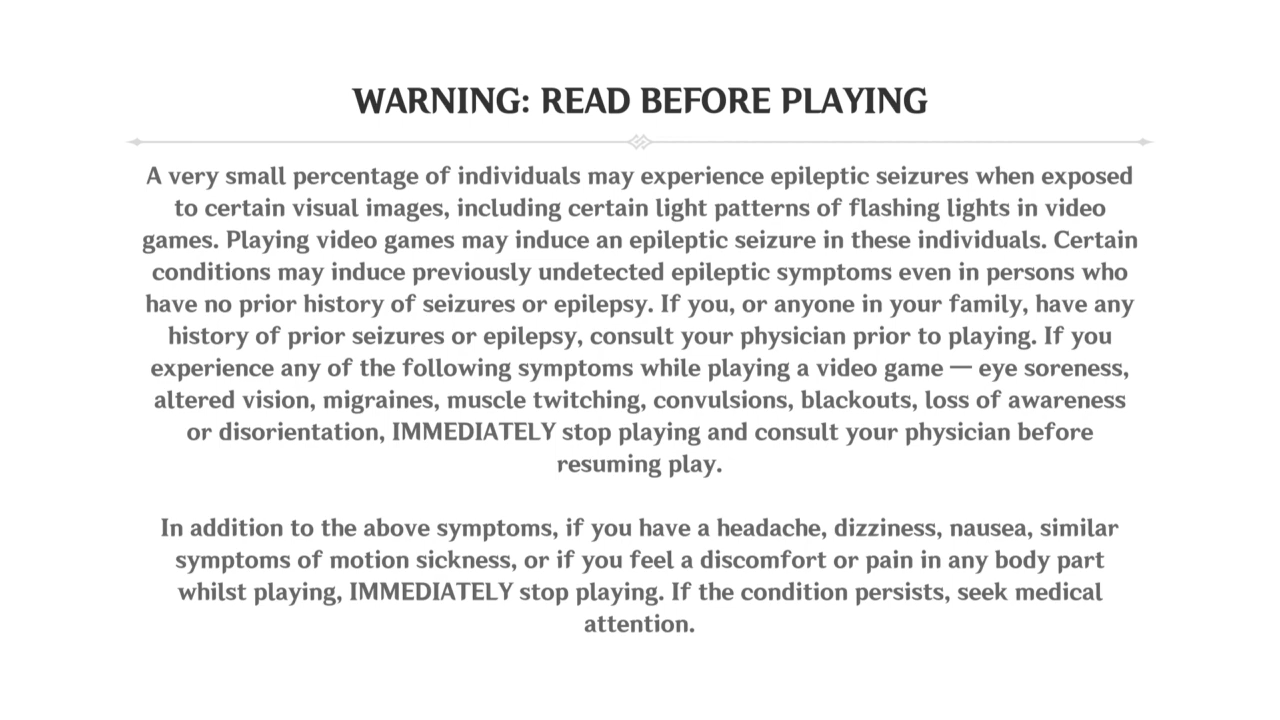 WARNING: READ BEFORE PLAYING
A very small percentage of individuals may experience epileptic seizures when exposed
to certain visual images, including certain light patterns of flashing lights in video
games. Playing video games may induce an epileptic seizure in these individuals. Certain
conditions may induce previously undetected epileptic symptoms even in persons who
have no prior history of seizures or epilepsy. If you, or anyone in your family, have any
history of prior seizures or epilepsy, consult your physician prior to playing. If you
experience any of the following symptoms while playing a video game — eye soreness,
altered vision, migraines, muscle twitching, convulsions, blackouts, loss of awareness
or disorientation, IMMEDIATELY stop playing and consult your physician before
resuming play.
In addition to the above symptoms, if you have a headache, dizziness, nausea, similar
symptoms of motion sickness, or if you feel a discomfort or pain in any body part
whilst playing, IMMEDIATELY stop playing. If the condition persists, seek medical
attention.